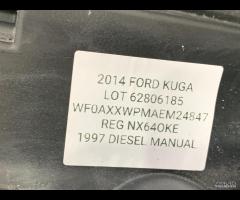 2014 FORD KUGA
LOT 62806185
WF0AXXWPMAEM24847
REG NX64OKE
1997 DIESEL MANUAL